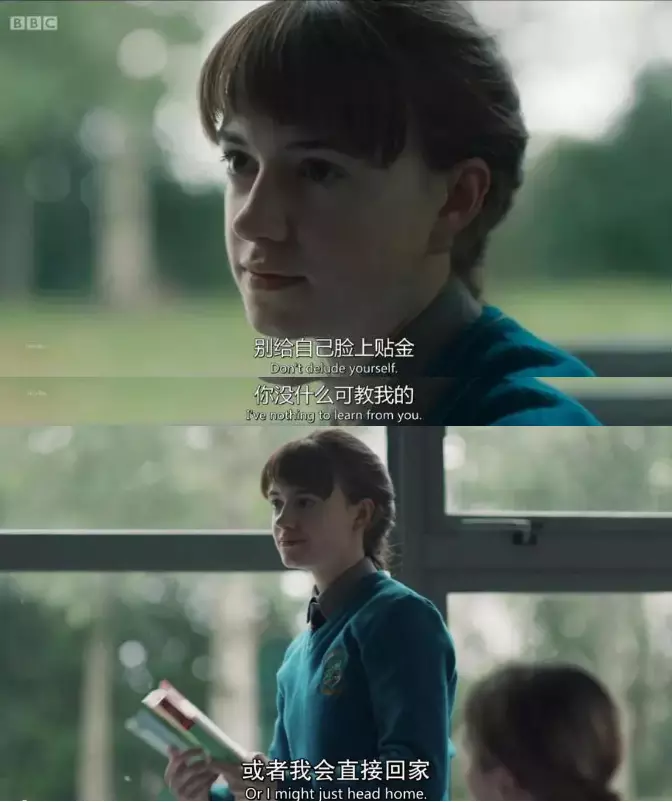 BBC
别给自己脸上贴金
Don't delude yourself.
你没什么可教我的
I've nothing to learn from you.
或者我会直接回家
Or I might just head home.